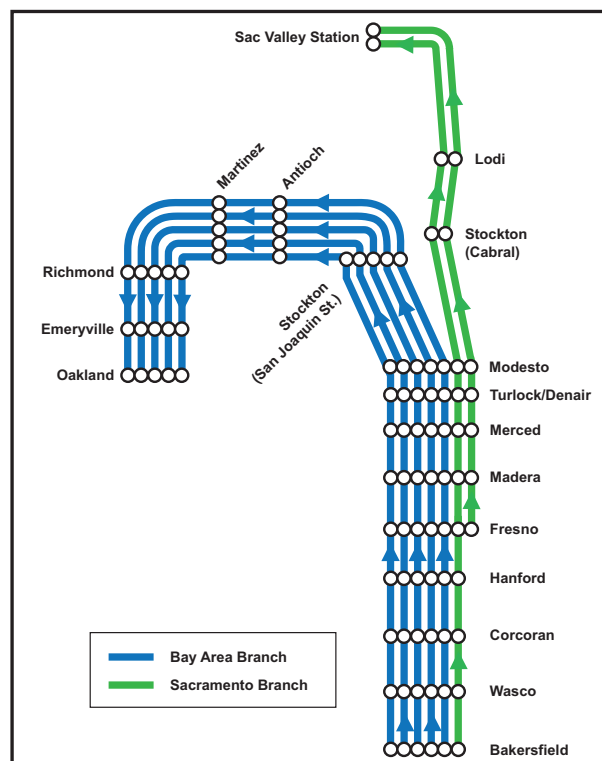 Sac Valley Station
Lodi
Martinez
Antioch
Stockton
(Cabral)
Richmond
Stockton
(San Joaquin St.)
Emeryville
Oakland
Modesto
Turlock/Denair
Merced
Madera
Fresno
Hanford
Corcoran
Bay Area Branch
Sacramento Branch
Wasco
Bakersfield